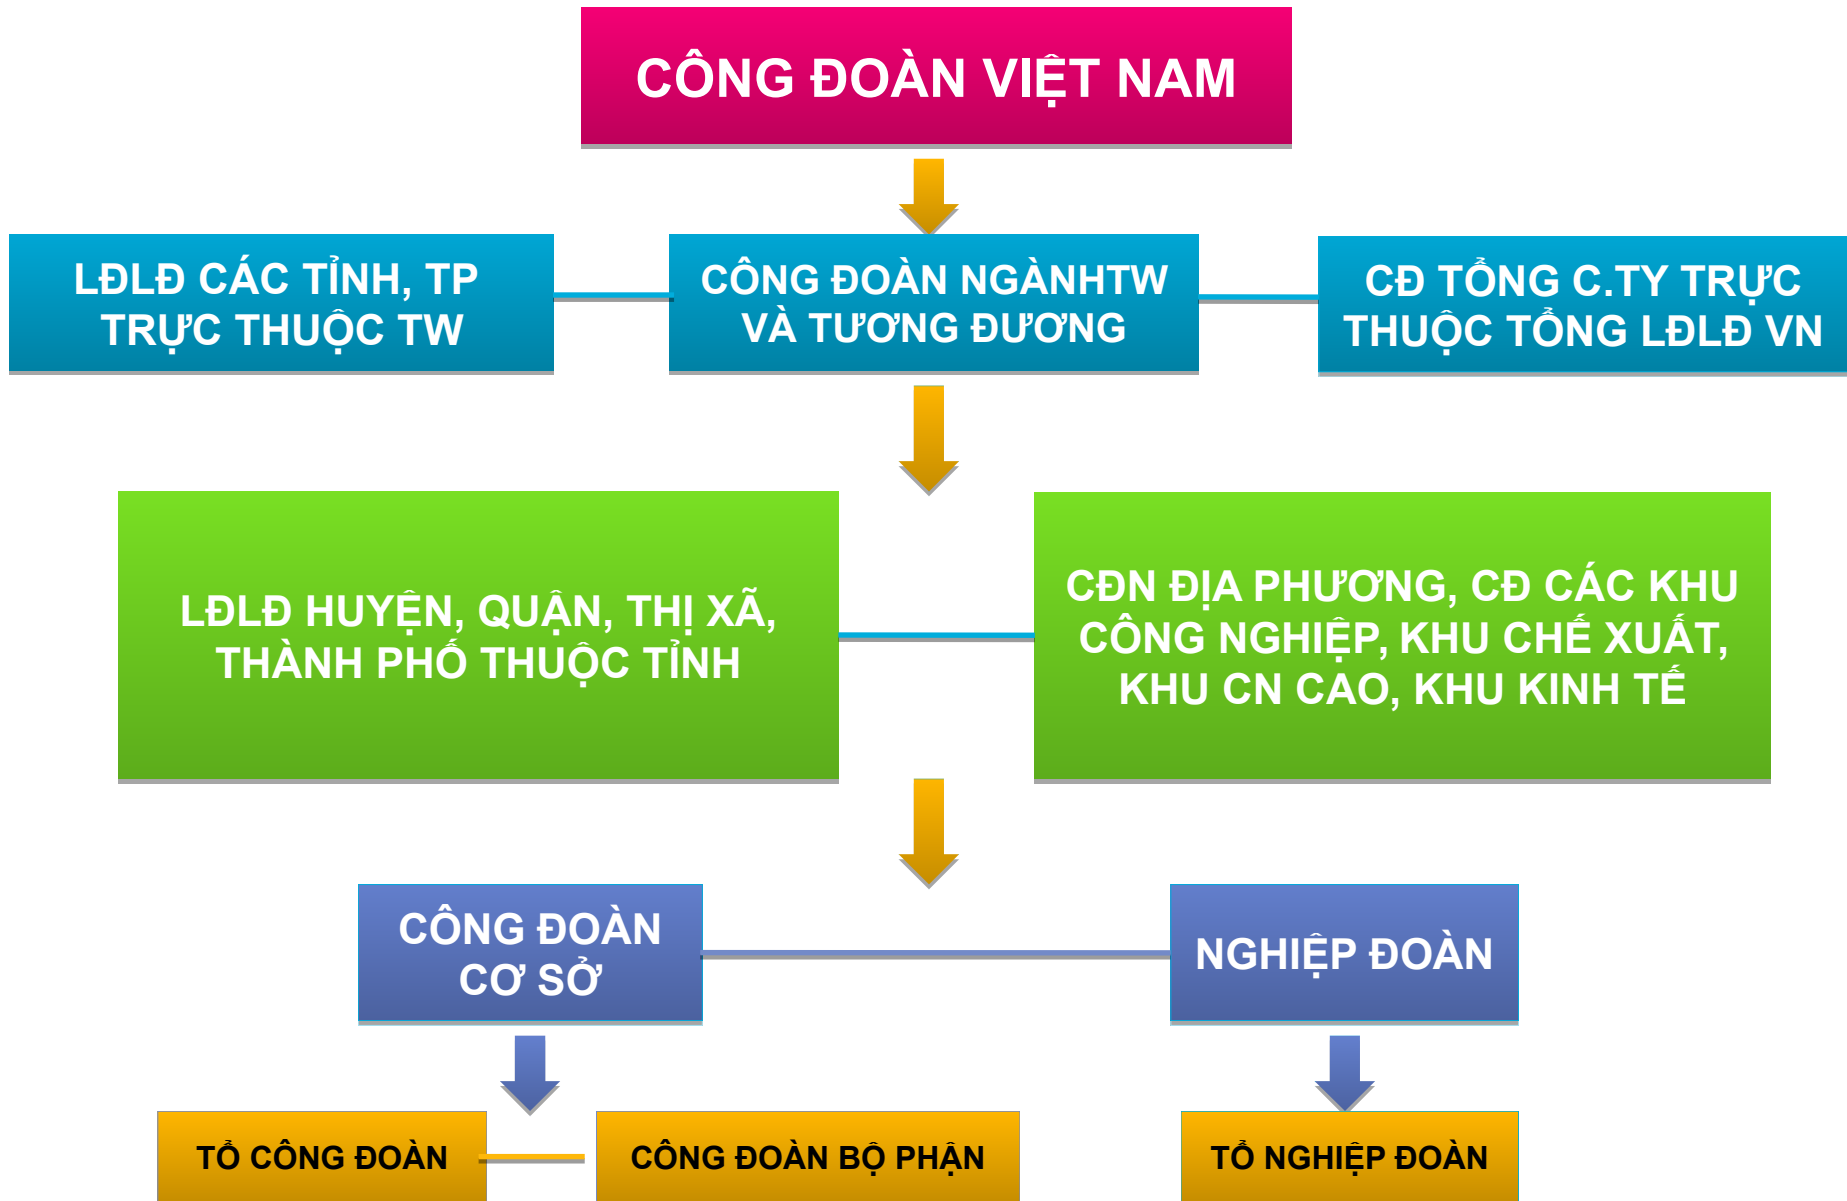 CÔNG ĐOÀN VIỆT NAM
LĐLĐ CÁC TỈNH, TP
TRỰC THUỘC TW
CÔNG ĐOÀN NGÀNHTW
VÀ TƯƠNG ĐƯƠNG
CĐ TỔNG C.TY TRỰC
THUỘC TỔNG LĐLĐ VN
LĐLĐ HUYỆN, QUẬN, THỊ XÃ,
THÀNH PHỐ THUỘC TỈNH
CĐN ĐỊA PHƯƠNG, CĐ CÁC KHU
CÔNG NGHIỆP, KHU CHẾ XUẤT,
KHU CN CAO, KHU KINH TẾ
CÔNG ĐOÀN
CƠ SỞ
NGHIỆP ĐOÀN
TỔ CÔNG ĐOÀN
CÔNG ĐOÀN BỘ PHẬN
TỔ NGHIỆP ĐOÀN